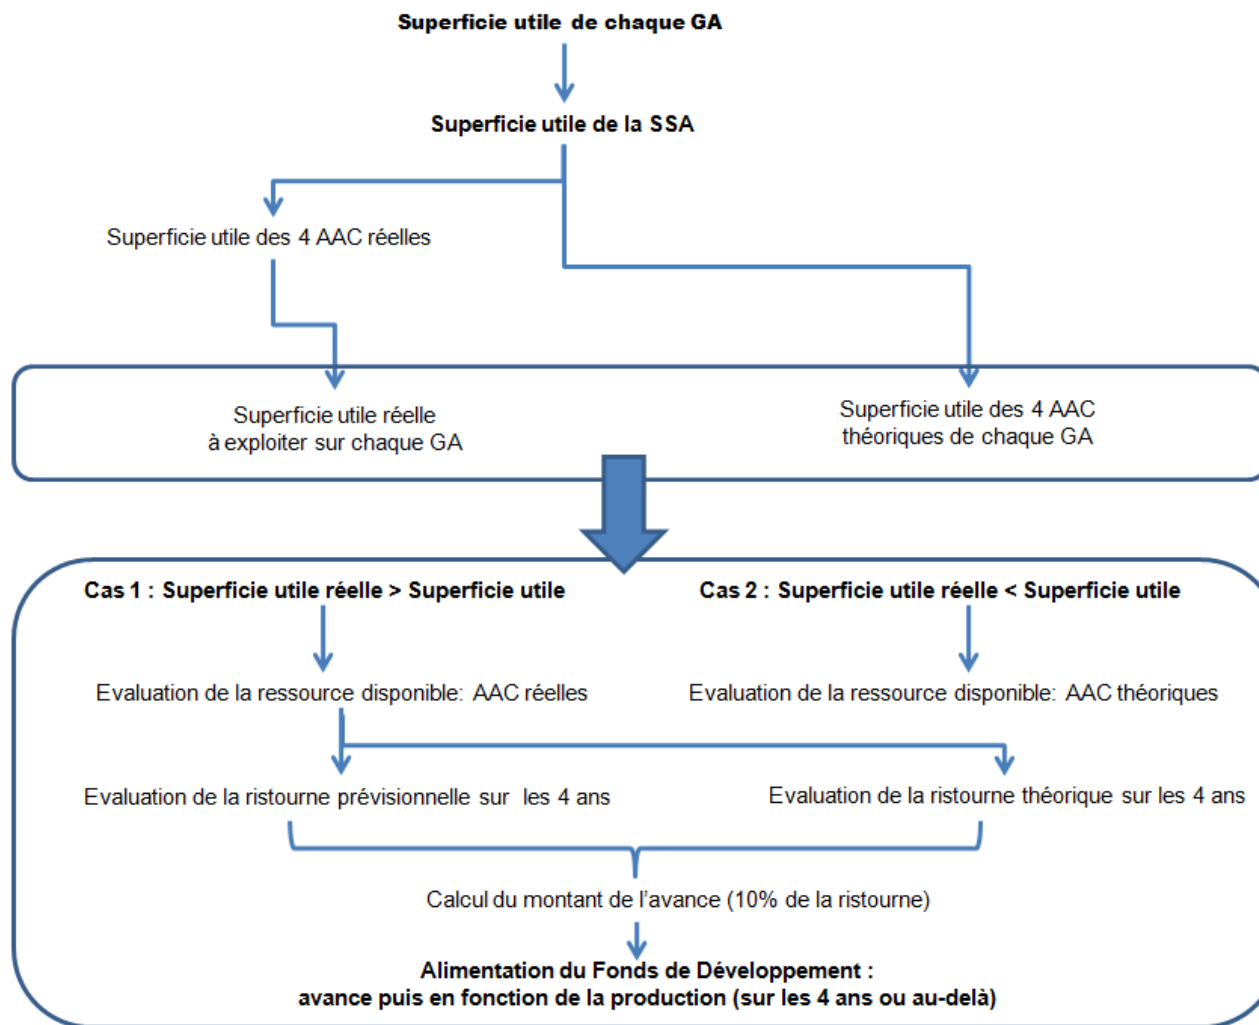 Superficie utile de chaque GA
Superficie utile de la SSA
Superficie utile des 4 AAC réelles
Superficie utile réelle
à exploiter sur chaque GA
Superficie utile des 4 AAC
théoriques de chaque GA
Cas 1 : Superficie utile réelle > Superficie utile
Cas 2 : Superficie utile réelle < Superficie utile
Evaluation de la ressource disponible: AAC réelles
Evaluation de la ressource disponible: AAC théoriques
Evaluation de la ristourne prévisionnelle sur les 4 ans
Evaluation de la ristourne théorique sur les 4 ans
Calcul du montant de l'avance (10% de la ristourne)
Alimentation du Fonds de Développement :
avance puis en fonction de la production (sur les 4 ans ou au-delà)